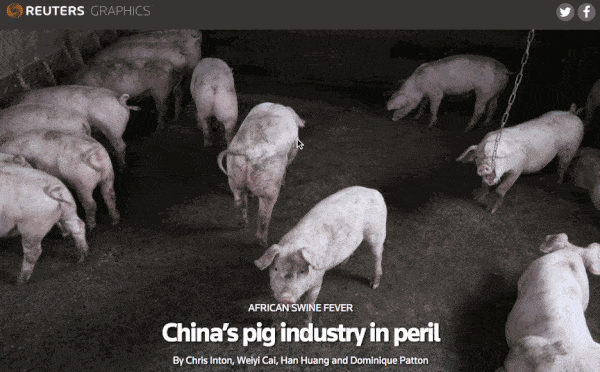 REUTERS GRAPHICS
AFRICAN SWINE FEVER
China's pig industry in peril
By Chris Inton, Weiyi Cai, Han Huang and Dominique Patton